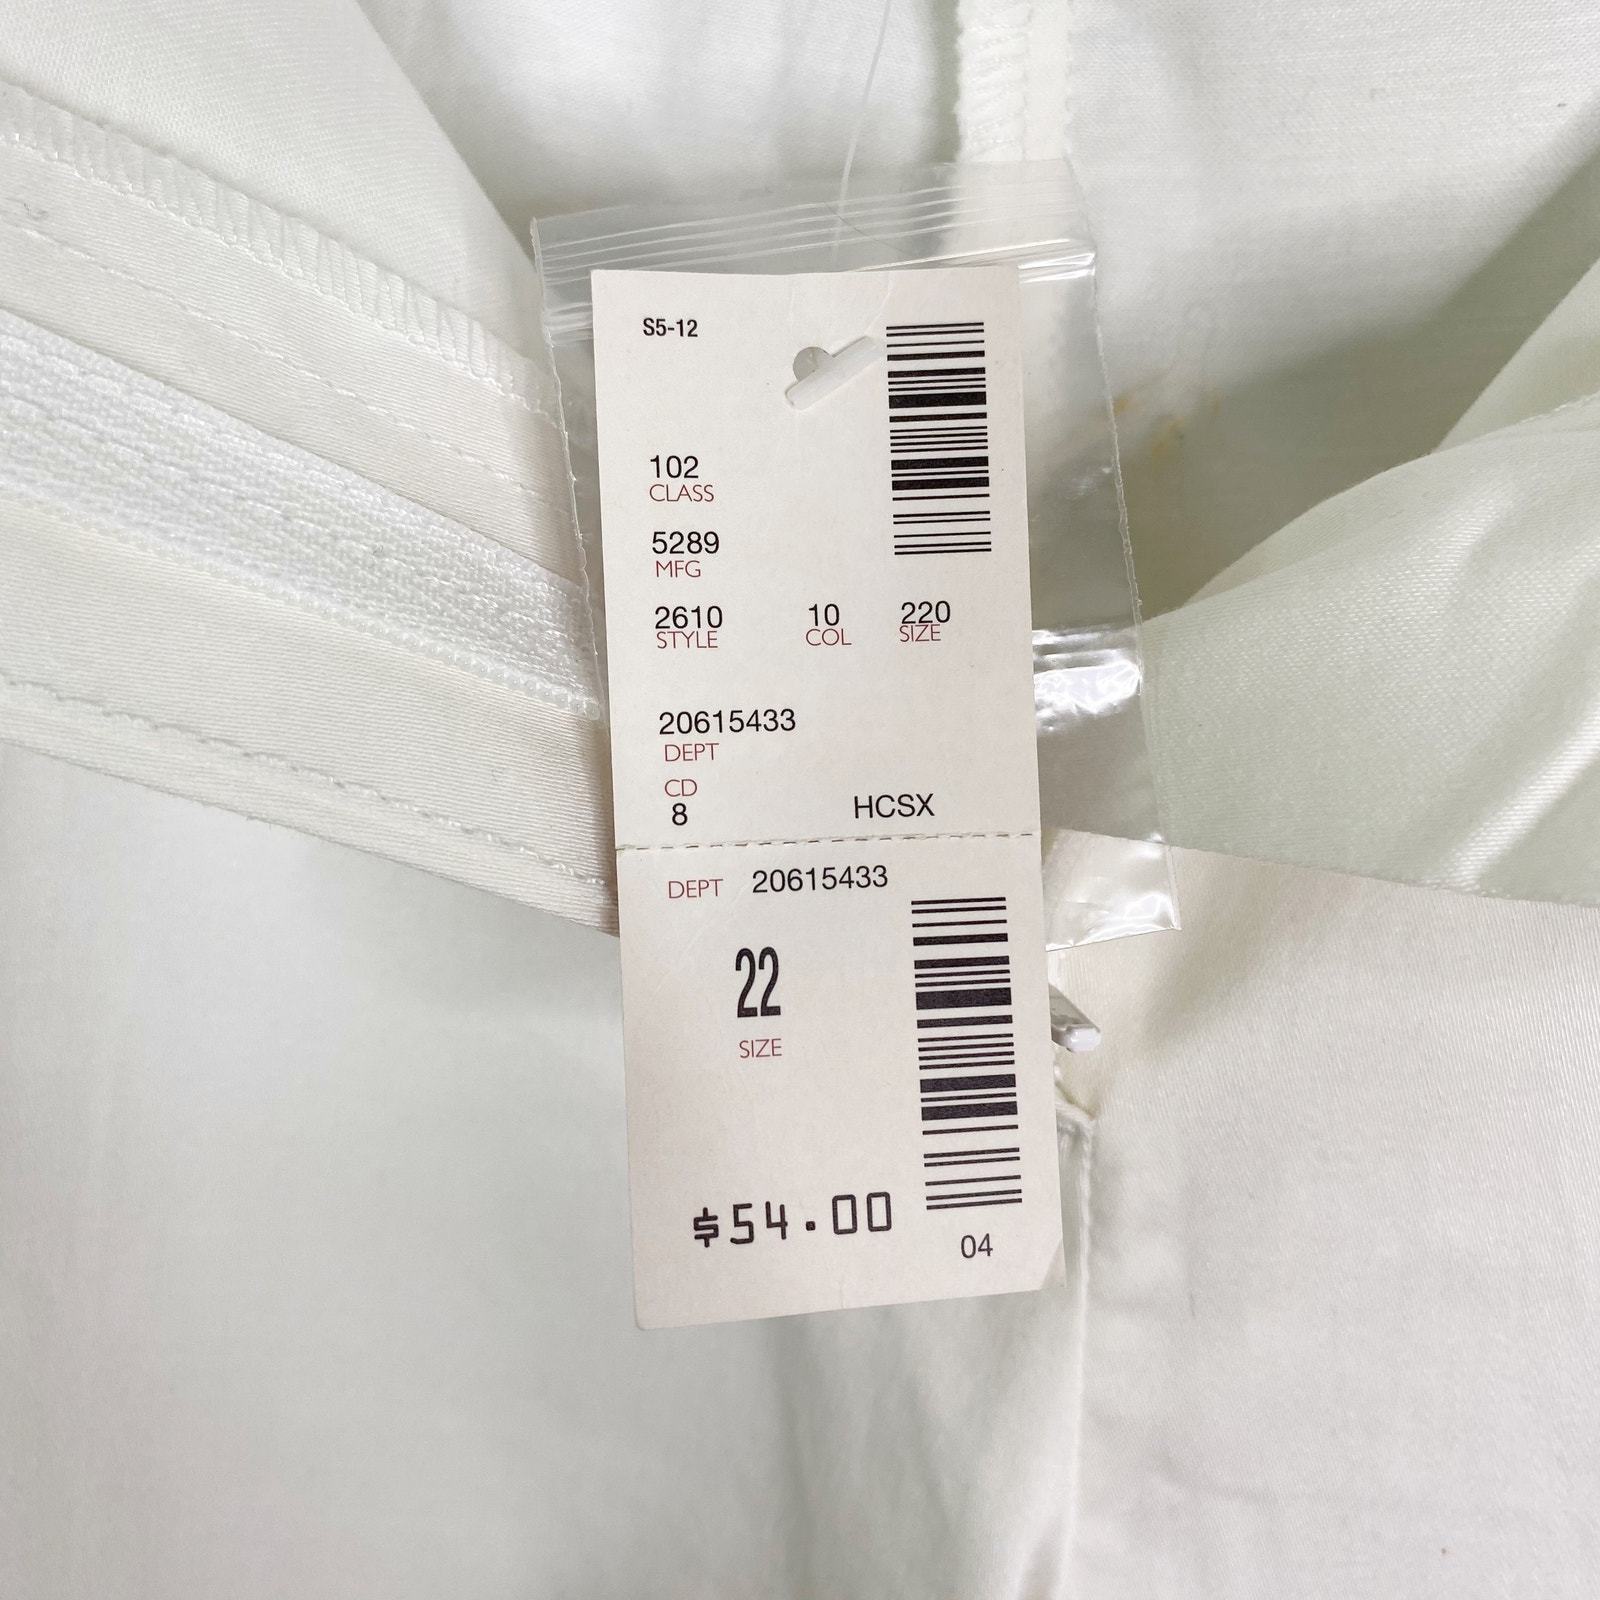 S5-12
102
CLASS
5289
MFG
2610 10 220
STYLE COL SIZE
20615433
DEPT
CD
8 HCSX
DEPT 20615433
22
SIZE
$54.00
04